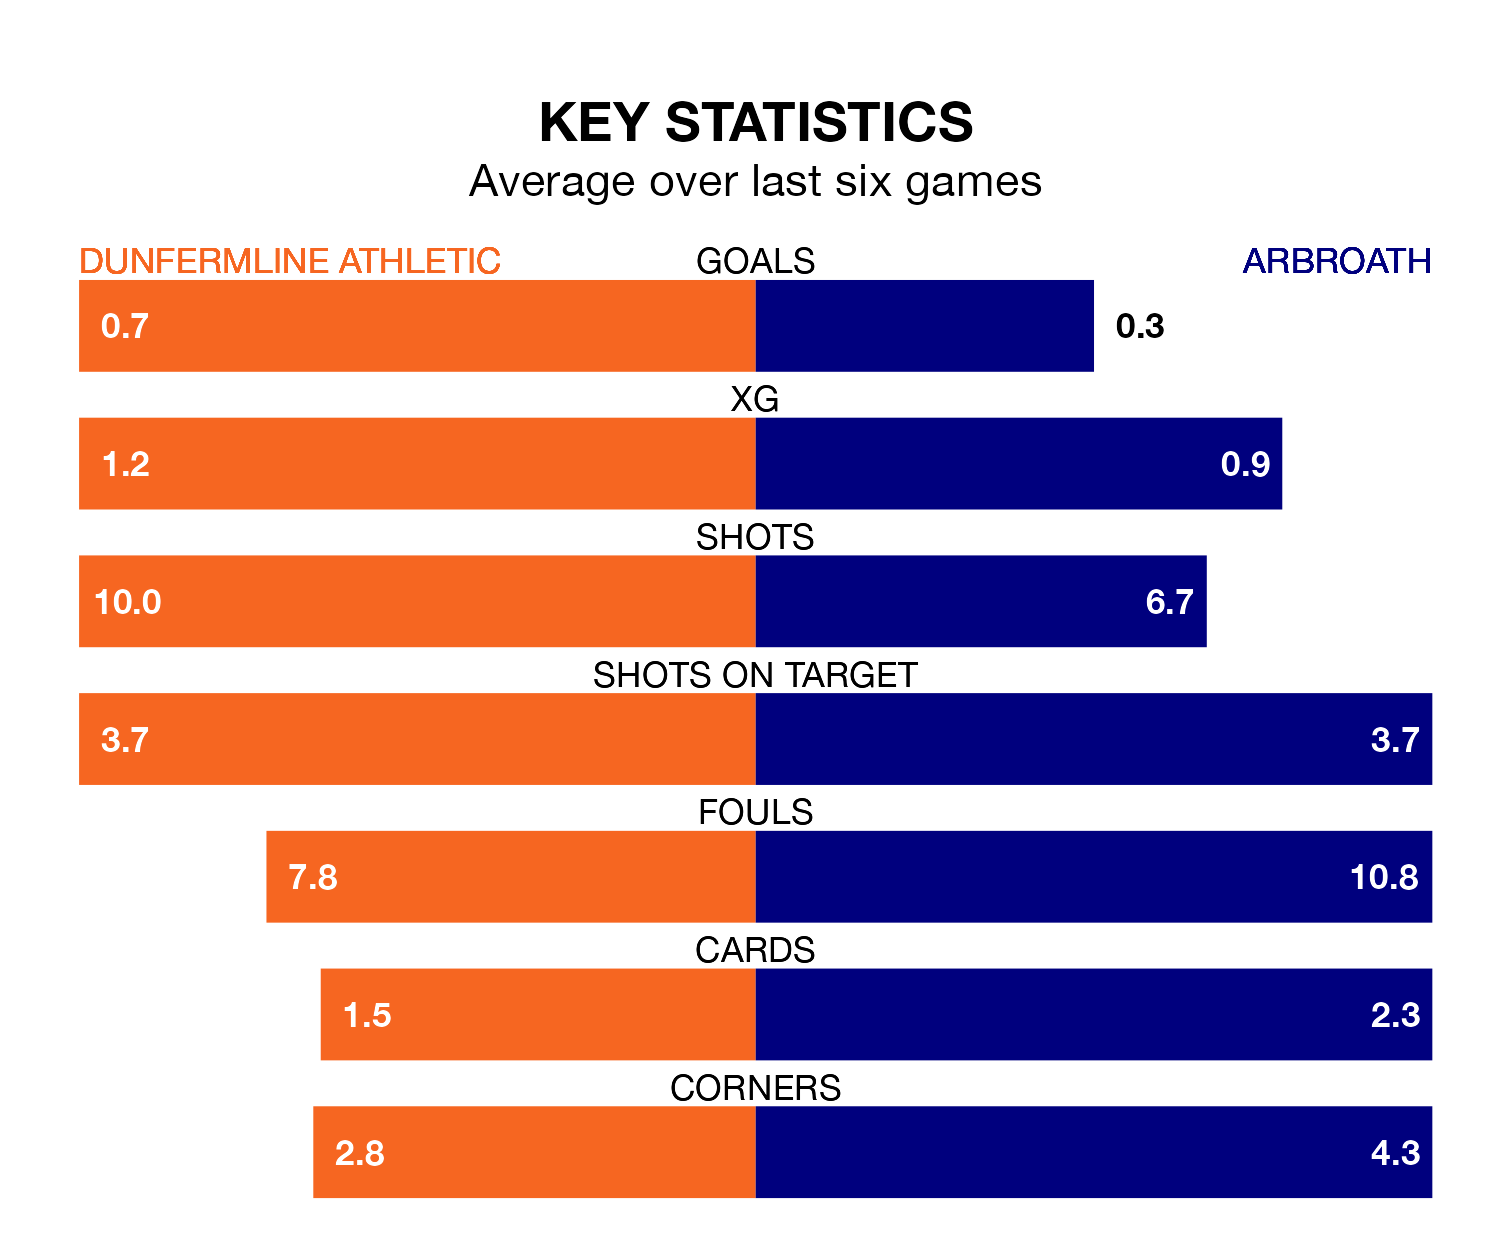 KEY STATISTICS
Average over last six games
DUNFERMLINE ATHLETIC GOALS ARBROATH
0.7 0.3
XG
1.2 0.9
SHOTS
10.0 6.7
SHOTS ON TARGET
3.7 3.7
FOULS
7.8 10.8
CARDS
1.5 2.3
CORNERS
2.8 4.3